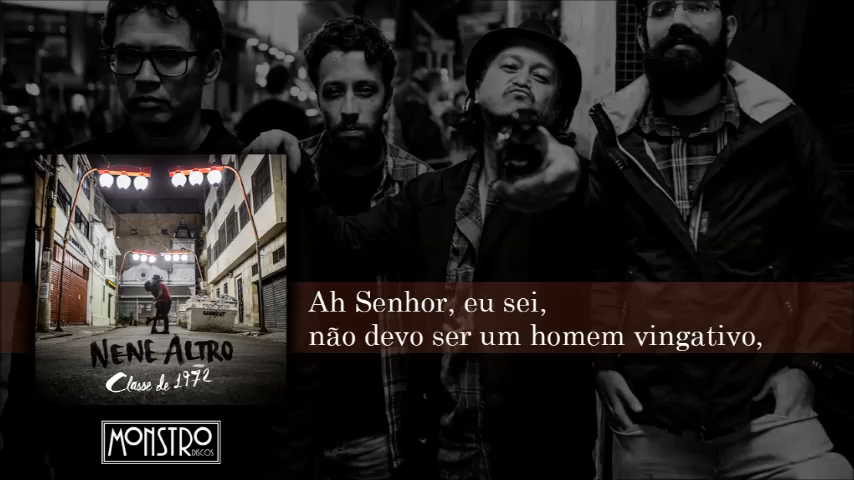 Ah Senhor, eu sei,
não devo ser um homem vingativo,
NENE ALTRO
Classe de 1972
MONSTRO
DISCOS